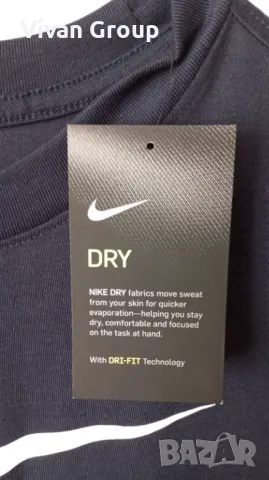 Vivan Group
DRY
NIKE DRY fabrics move sweat
from your skin for quicker
evaporation—helping you stay
dry, comfortable and focused
on the task at hand.
With DRI-FIT Technology
BAZAR
bg